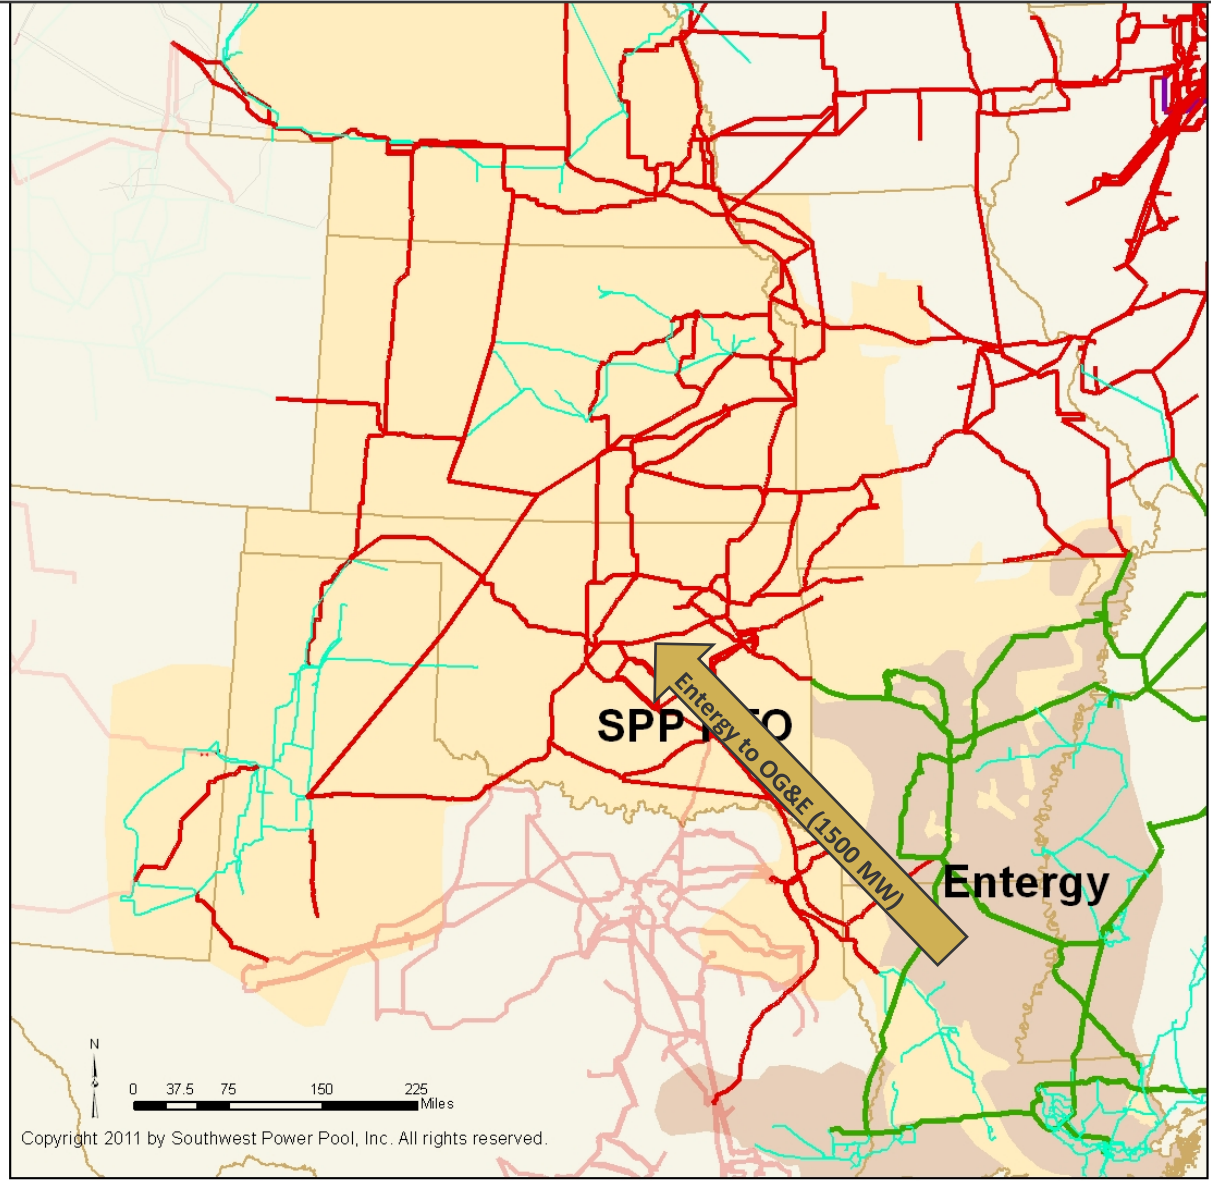 SPP RTO
Entergy to OG&E (1500 MW)
Entergy
N
0 37.5 75 150 225
Miles
Copyright 2011 by Southwest Power Pool, Inc. All rights reserved.